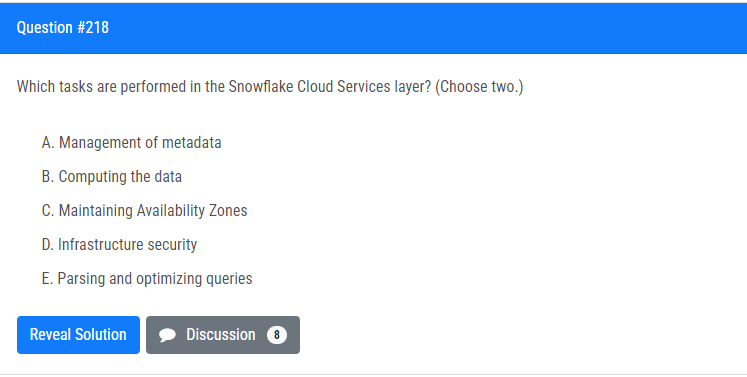 Question #218
Which tasks are performed in the Snowflake Cloud Services layer? (Choose two.)
A. Management of metadata
B. Computing the data
C. Maintaining Availability Zones
D. Infrastructure security
E. Parsing and optimizing queries
Reveal Solution Discussion 8